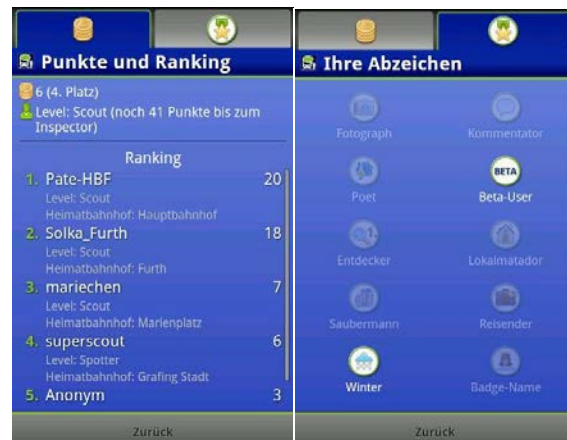 Punkte und Ranking
6 (4. Platz)
Level: Scout (noch 41 Punkte bis zum
Inspector)
Ranking
1. Pate-HBF 20
Level: Scout
Heimatbahnhof: Hauptbahnhof
2. Solka_Furth 18
Level: Scout
Heimatbahnhof: Furth
3. mariechen 7
Level: Scout
Heimatbahnhof: Marienplatz
4. superscout 6
Level: Spotter
Heimatbahnhof: Grafing Stadt
5. Anonym 3
Zurück
Ihre Abzeichen
Fotograph Kommentator
BETA
Poet Beta-User
Entdecker Lokalmatador
Saubermann Reisender
Winter Badge-Name
Zurück